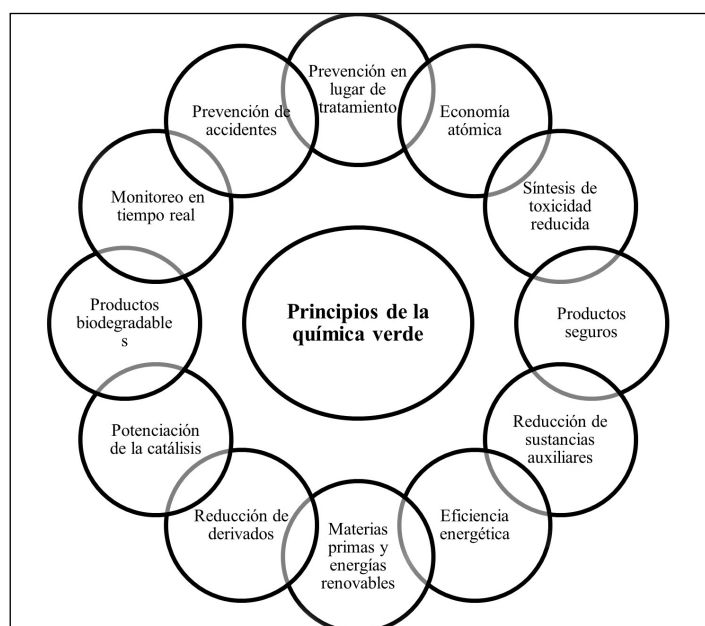 Prevención en
lugar de
tratamiento
Economía
atómica
Síntesis de
toxicidad
reducida
Productos
seguros
Reducción de
sustancias
auxiliares
Eficiencia
energética
Materias
primas y
energías
renovables
Reducción de
derivados
Potenciación
de la catálisis
Productos
biodegradable
s
Monitoreo en
tiempo real
Prevención de
accidentes
Principios de la
química verde